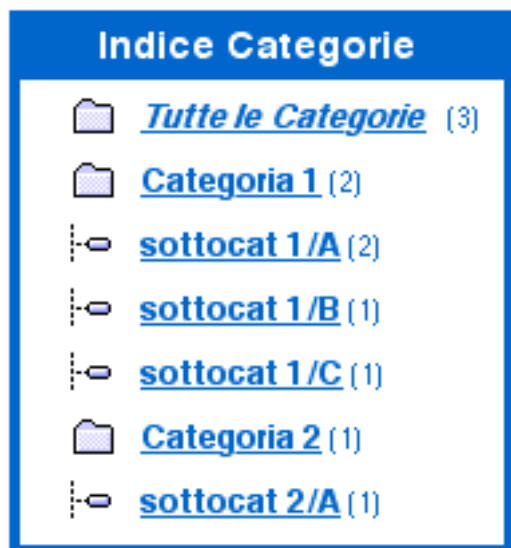 Indice Categorie
Tutte le Categorie (3)
Categoria 1 (2)
sottocat 1/A (2)
sottocat 1/B (1)
sottocat 1/C (1)
Categoria 2 (1)
sottocat 2/A (1)